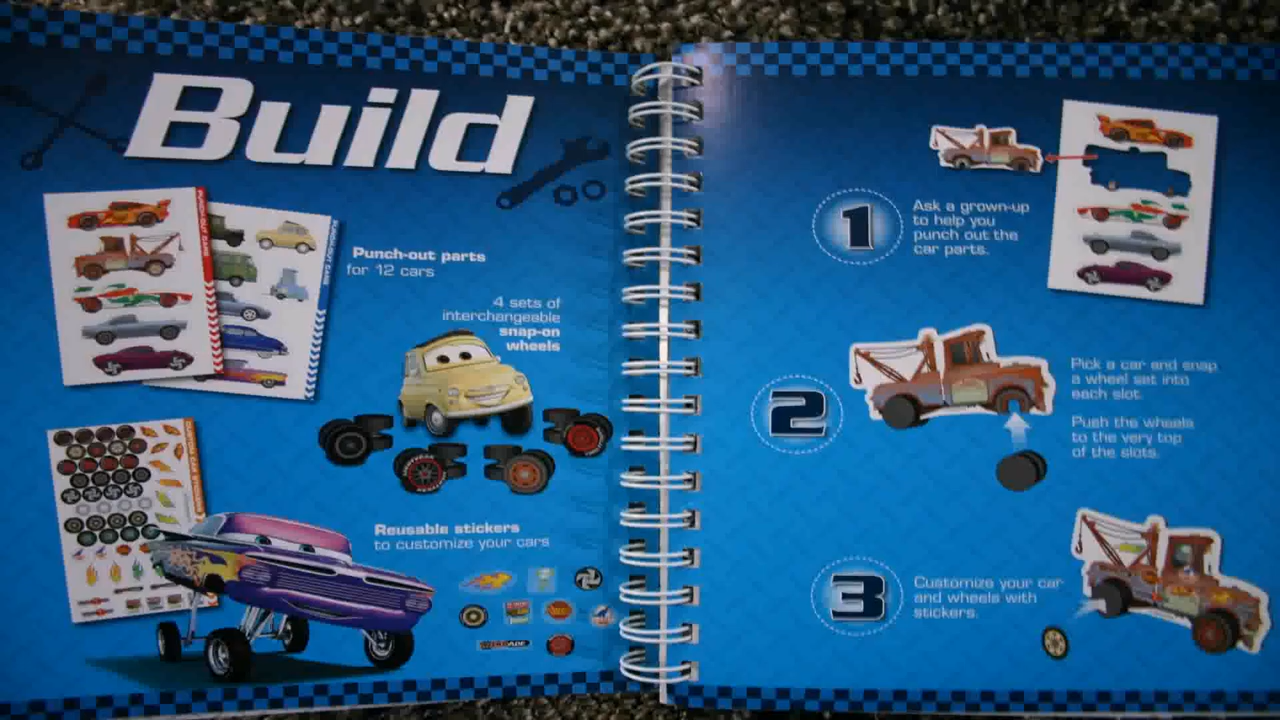 Build
Punch-out parts
for 12 cars
4 sets of
interchangeable
snap-on
wheels
Reusable stickers
to customize your cars
1
Ask a grown-up
to help you
punch out the
car parts.
2
Pick a car and snap
a wheel set into
each slot.
Push the wheels
to the very top
of the slots.
3
Customize your car
and wheels with
stickers.